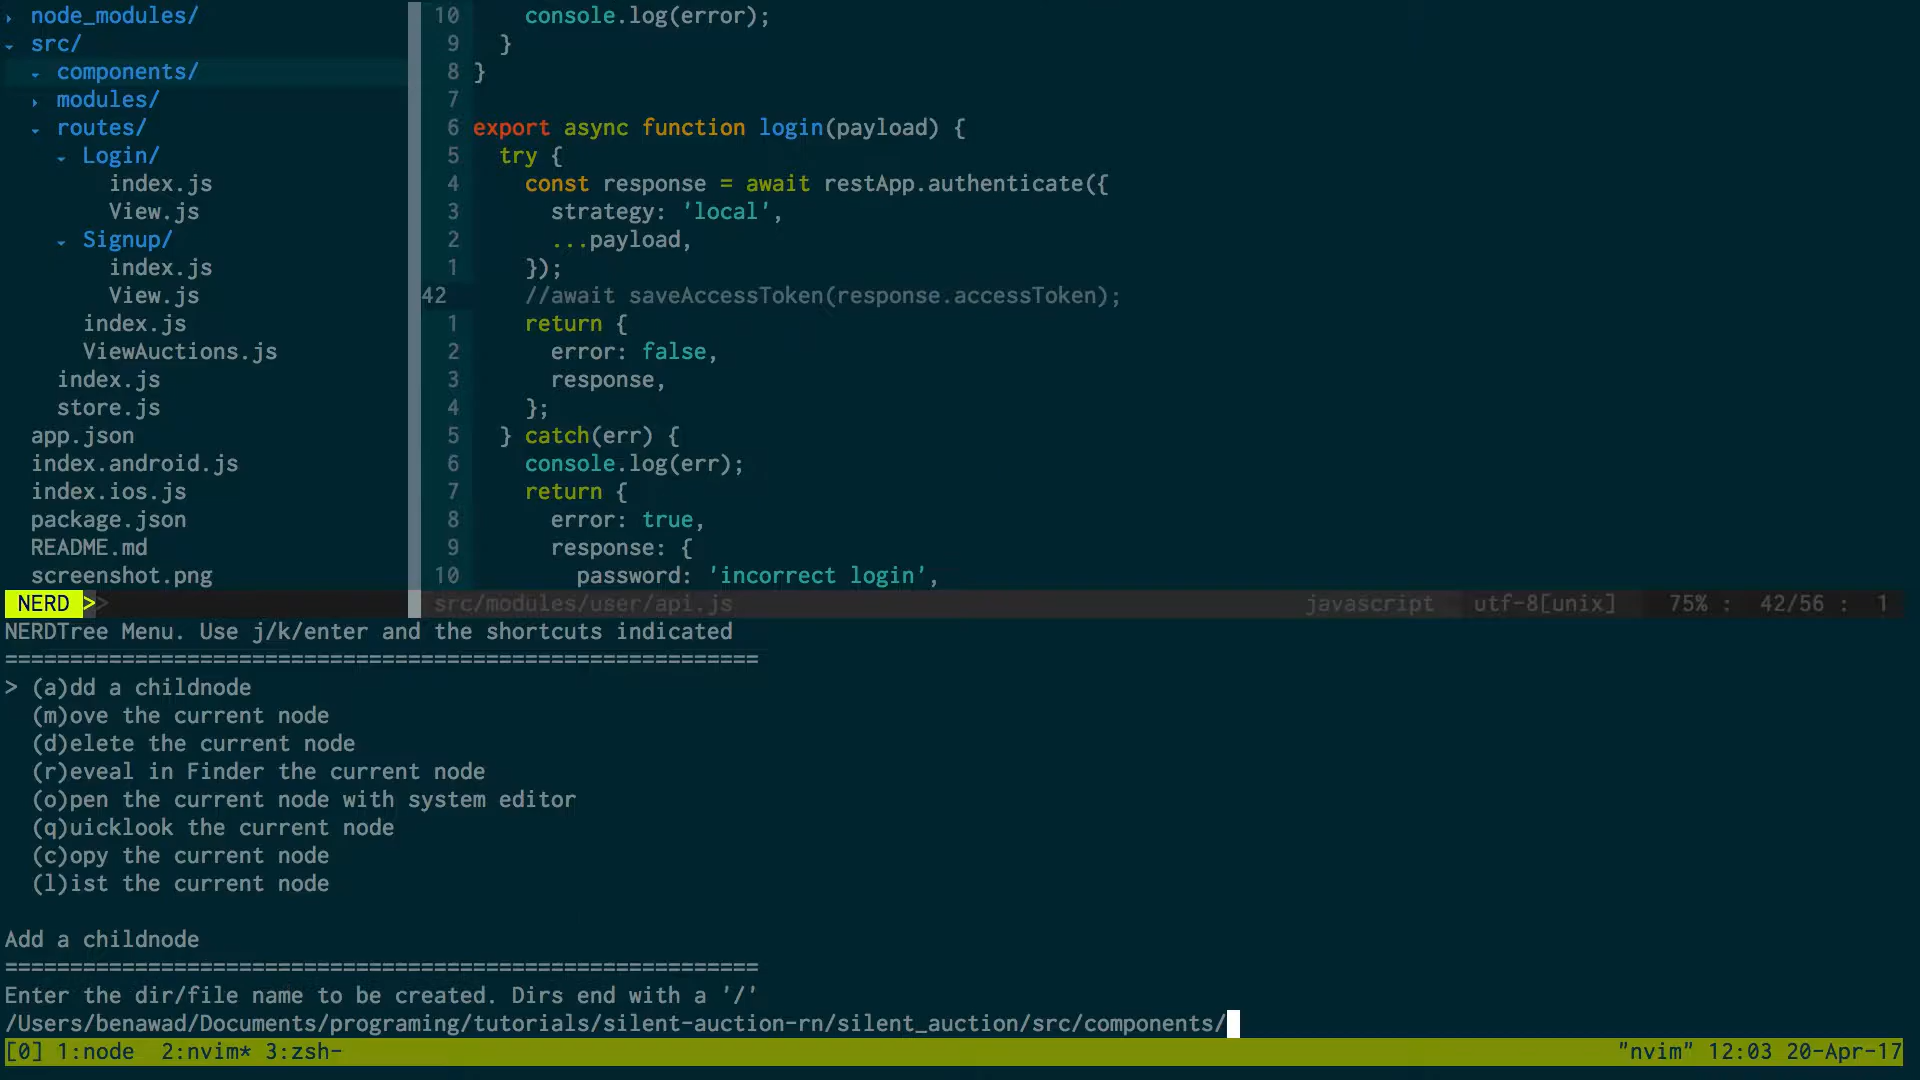 ▸ node_modules/
▾ src/
▾ components/
▸ modules/
▾ routes/
▾ Login/
index.js
View.js
▾ Signup/
index.js
View.js
index.js
ViewAuctions.js
index.js
store.js
app.json
index.android.js
index.ios.js
package.json
README.md
screenshot.png
NERD >>
10 console.log(error);
9 }
8 }
7
6 export async function login(payload) {
5 try {
4 const response = await restApp.authenticate({
3 strategy: 'local',
2 ...payload,
1 });
42 //await saveAccessToken(response.accessToken);
1 return {
2 error: false,
3 response,
4 };
5 } catch(err) {
6 console.log(err);
7 return {
8 error: true,
9 response: {
10 password: 'incorrect login',
src/modules/user/api.js javascript utf-8[unix] 75% : 42/56 : 1
NERDTree Menu. Use j/k/enter and the shortcuts indicated
==========================================================
> (a)dd a childnode
(m)ove the current node
(d)elete the current node
(r)eveal in Finder the current node
(o)pen the current node with system editor
(q)uicklook the current node
(c)opy the current node
(l)ist the current node
Add a childnode
==========================================================
Enter the dir/file name to be created. Dirs end with a '/'
/Users/benawad/Documents/programing/tutorials/silent-auction-rn/silent_auction/src/components/
[0] 1:node 2:nvim* 3:zsh- "nvim" 12:03 20-Apr-17